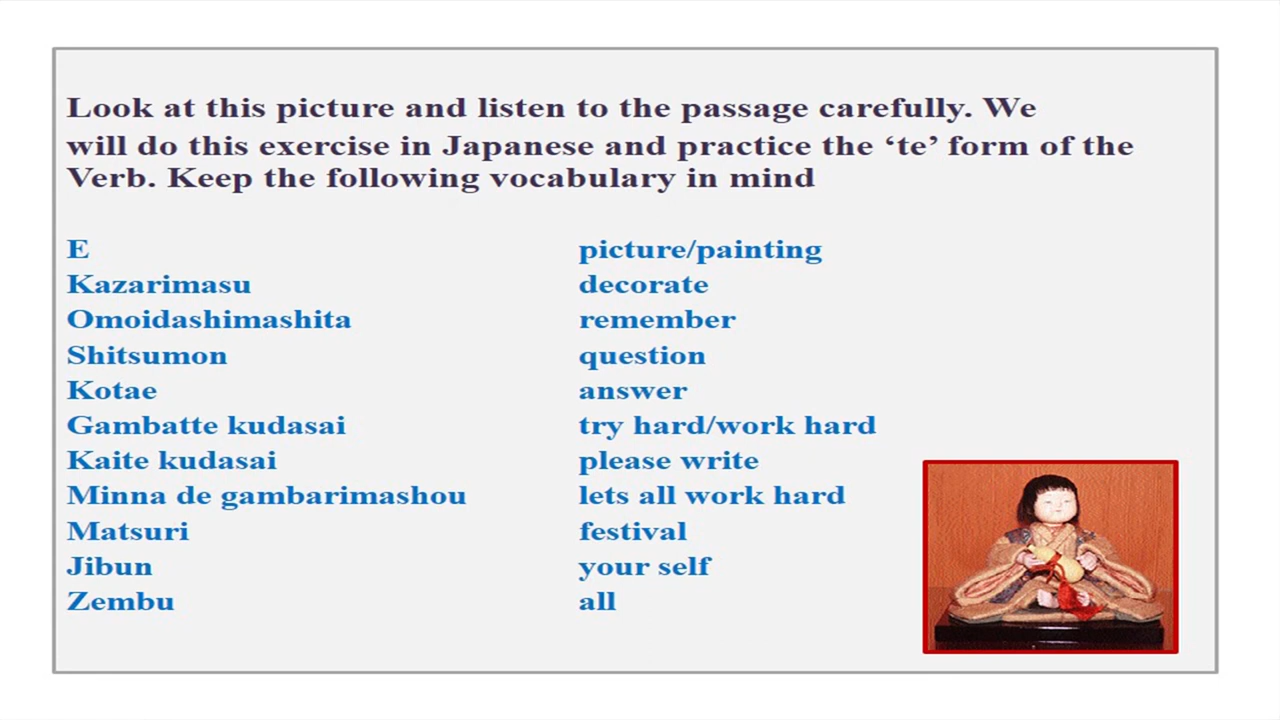 Look at this picture and listen to the passage carefully. We
will do this exercise in Japanese and practice the ‘te’ form of the
Verb. Keep the following vocabulary in mind
E picture/painting
Kazarimasu decorate
Omoidashimashita remember
Shitsumon question
Kotae answer
Gambatte kudasai try hard/work hard
Kaite kudasai please write
Minna de gambarimashou lets all work hard
Matsuri festival
Jibun your self
Zembu all